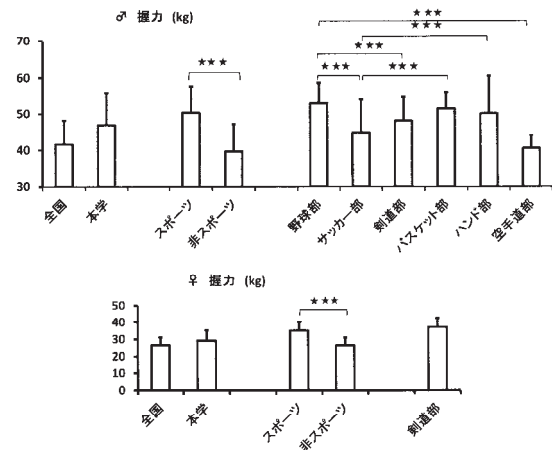 ♂ 握力 (kg)
★★★
★★★
★★★
★★★
★★★
★★★
70
60
50
40
30
全国
本学
スポーツ
非スポーツ
野球部
サッカー部
剣道部
バスケット部
ハンド部
空手道部
♀ 握力 (kg)
★★★
50
40
30
20
10
0
全国
本学
スポーツ
非スポーツ
剣道部